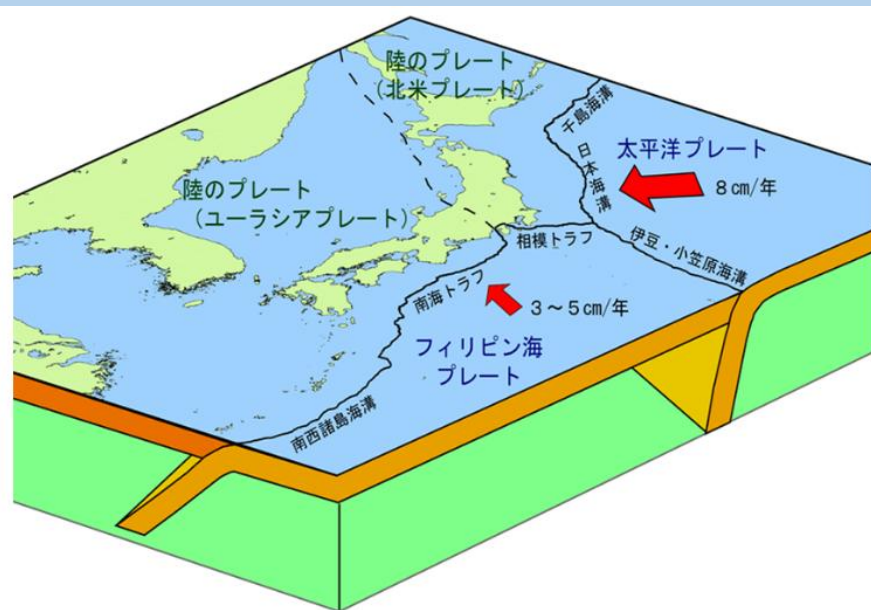 陸のプレート
（北米プレート）
千島海溝
太平洋プレート
日本海溝
8㎝/年
陸のプレート
（ユーラシアプレート）
相模トラフ
伊豆・小笠原海溝
南海トラフ
3～5㎝/年
フィリピン海
プレート
南西諸島海溝